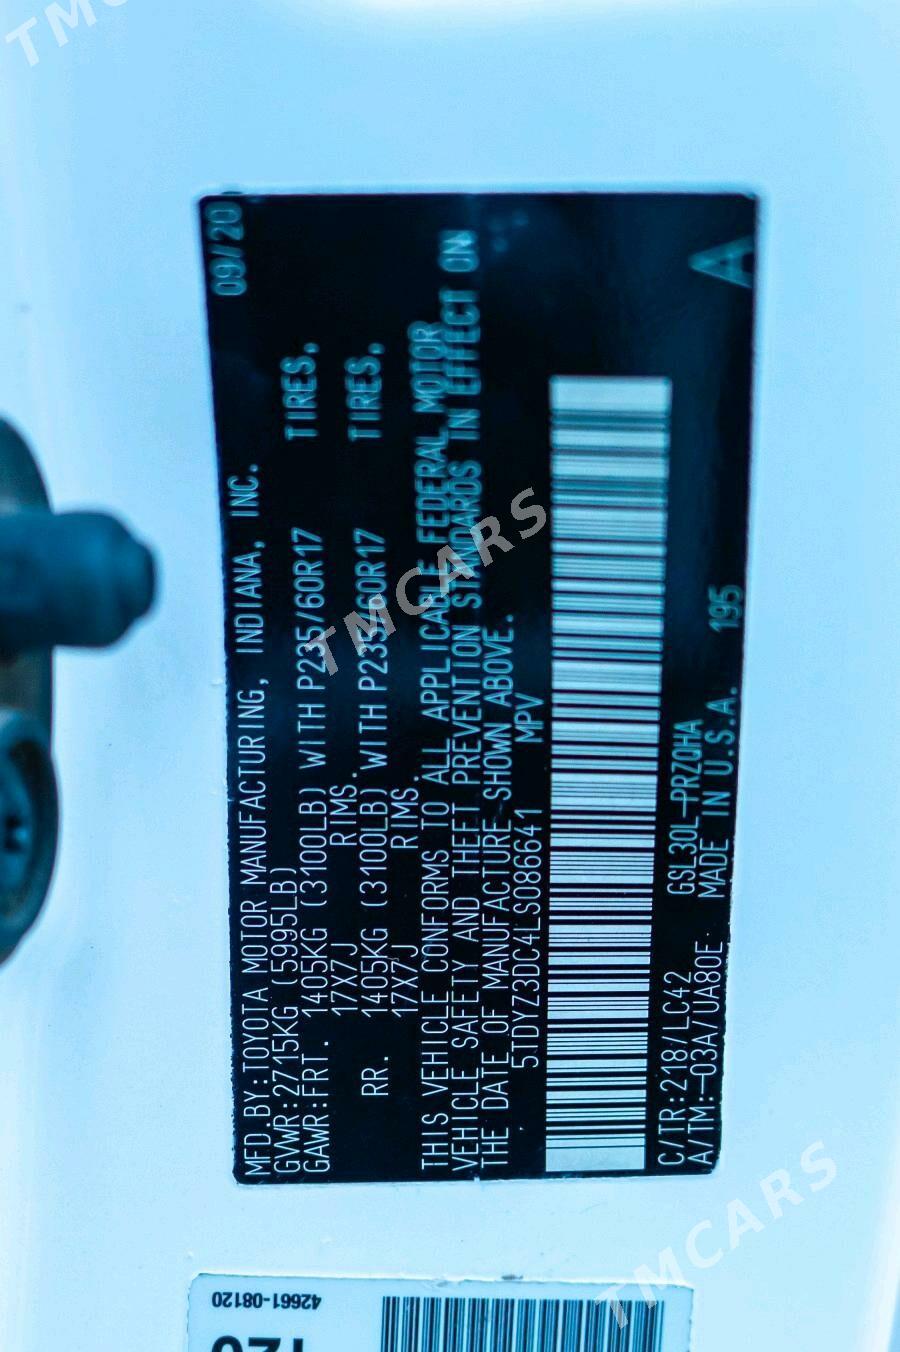 MFD.BY:TOYOTA MOTOR MANUFACTURING, INDIANA, INC. 09/20
GVWR:2715KG (5995LB)
GAWR:FRT. 1405KG (3100LB) WITH P235/60R17 TIRES,
17X7J RIMS.
RR. 1405KG (3100LB) WITH P235/60R17 TIRES,
17X7J RIMS.
THIS VEHICLE CONFORMS TO ALL APPLICABLE FEDERAL MOTOR
VEHICLE SAFETY AND THEFT PREVENTION STANDARDS IN EFFECT ON
THE DATE OF MANUFACTURE SHOWN ABOVE.
5TDYZ3DC4LS086641 MPV
C/TR:218/LC42 GSL30L-PRZQHA
A/TM:-03A/UA80E MADE IN U.S.A. 195
A
42661-08120
TMCARS
TMCARS